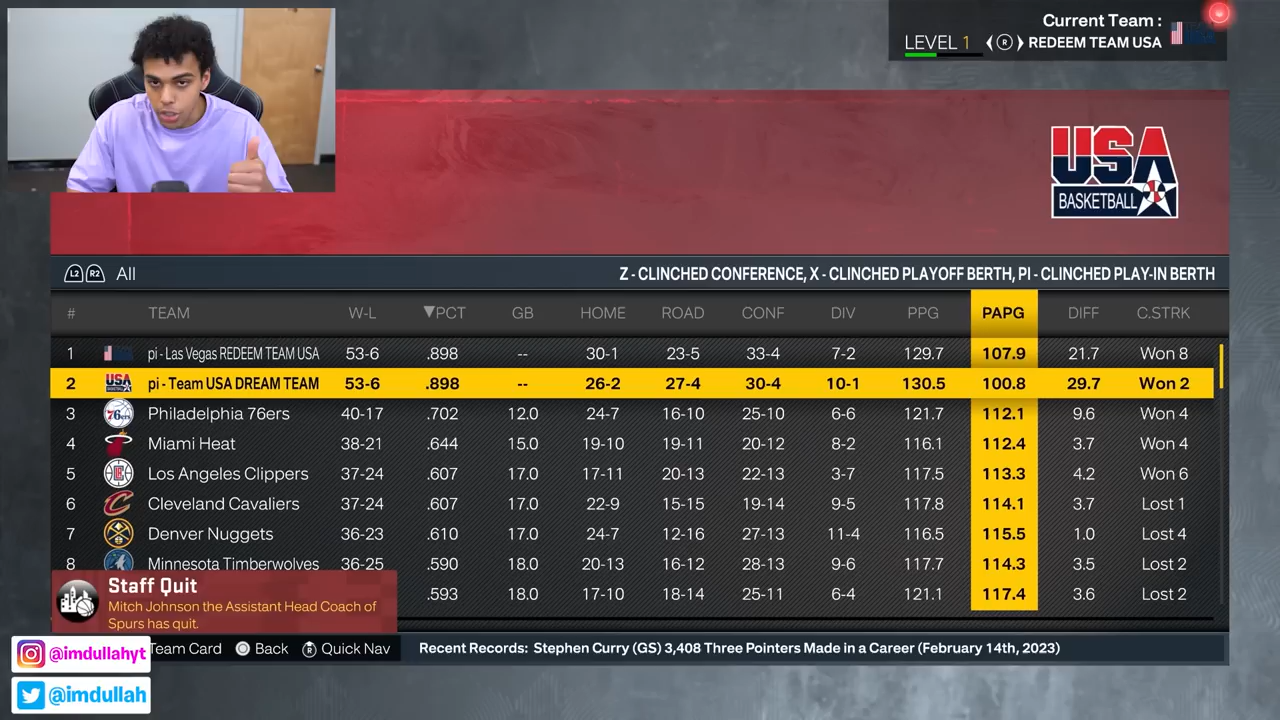 Current Team :
LEVEL 1
R REDEEM TEAM USA
USA
BASKETBALL
L2 R2 All
Z - CLINCHED CONFERENCE, X - CLINCHED PLAYOFF BERTH, PI - CLINCHED PLAY-IN BERTH
# TEAM W-L ▼PCT GB HOME ROAD CONF DIV PPG PAPG DIFF C.STRK
1 pi - Las Vegas REDEEM TEAM USA 53-6 .898 -- 30-1 23-5 33-4 7-2 129.7 107.9 21.7 Won 8
2 USA pi - Team USA DREAM TEAM 53-6 .898 -- 26-2 27-4 30-4 10-1 130.5 100.8 29.7 Won 2
3 76ers Philadelphia 76ers 40-17 .702 12.0 24-7 16-10 25-10 6-6 121.7 112.1 9.6 Won 4
4 Miami Heat 38-21 .644 15.0 19-10 19-11 20-12 8-2 116.1 112.4 3.7 Won 4
5 Los Angeles Clippers 37-24 .607 17.0 17-11 20-13 22-13 3-7 117.5 113.3 4.2 Won 6
6 Cleveland Cavaliers 37-24 .607 17.0 22-9 15-15 19-14 9-5 117.8 114.1 3.7 Lost 1
7 Denver Nuggets 36-23 .610 17.0 24-7 12-16 27-13 11-4 116.5 115.5 1.0 Lost 4
8 Minnesota Timberwolves 36-25 .590 18.0 20-13 16-12 28-13 9-6 117.7 114.3 3.5 Lost 2
.593 18.0 17-10 18-14 25-11 6-4 121.1 117.4 3.6 Lost 2
Staff Quit
Mitch Johnson the Assistant Head Coach of
Spurs has quit.
Team Card Back R Quick Nav
Recent Records: Stephen Curry (GS) 3,408 Three Pointers Made in a Career (February 14th, 2023)
@imdullahyt
@imdullah